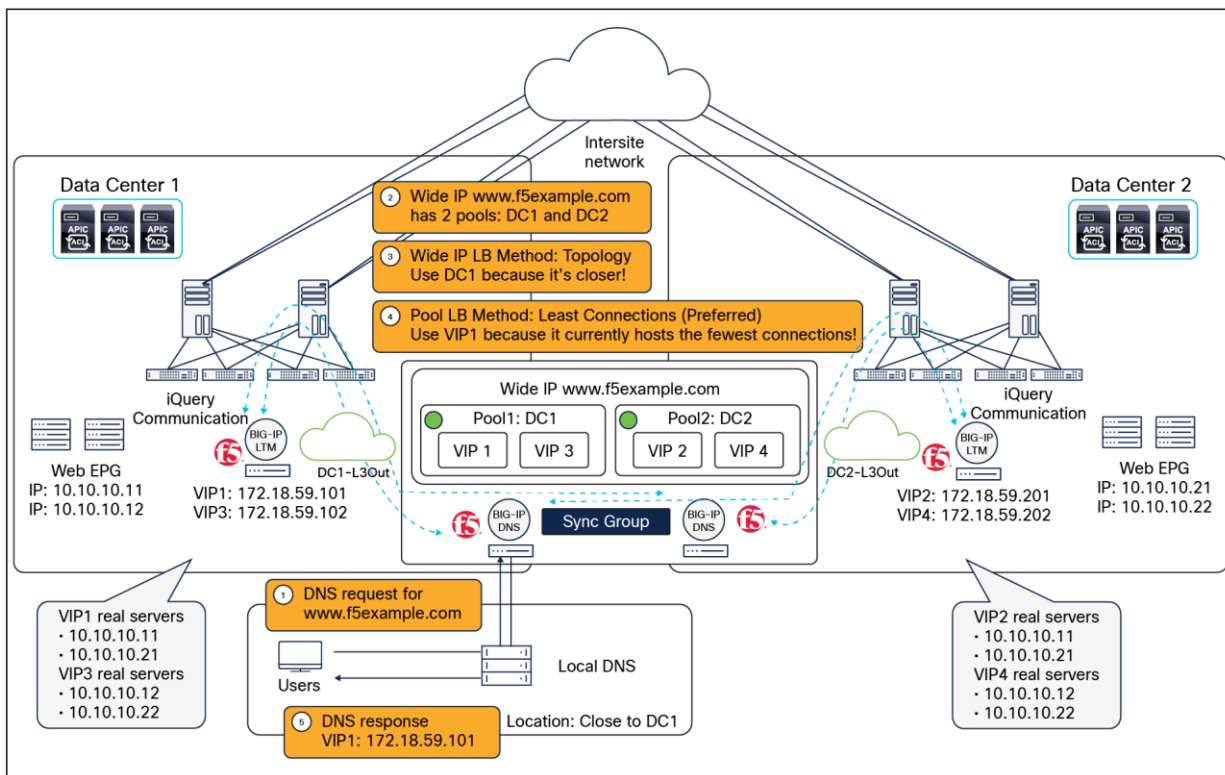 Intersite
network
Data Center 1
APIC
ACI
APIC
ACI
APIC
ACI
Data Center 2
APIC
ACI
APIC
ACI
APIC
ACI
2 Wide IP www.f5example.com
has 2 pools: DC1 and DC2
3 Wide IP LB Method: Topology
Use DC1 because it's closer!
4 Pool LB Method: Least Connections (Preferred)
Use VIP1 because it currently hosts the fewest connections!
iQuery
Communication
Web EPG
IP: 10.10.10.11
IP: 10.10.10.12
f5
BIG-IP
LTM
VIP1: 172.18.59.101
VIP3: 172.18.59.102
DC1-L3Out
Wide IP www.f5example.com
Pool1: DC1
VIP 1
VIP 3
Pool2: DC2
VIP 2
VIP 4
f5
BIG-IP
DNS
Sync Group
BIG-IP
DNS
f5
DC2-L3Out
iQuery
Communication
f5
BIG-IP
LTM
VIP2: 172.18.59.201
VIP4: 172.18.59.202
Web EPG
IP: 10.10.10.21
IP: 10.10.10.22
VIP1 real servers
• 10.10.10.11
• 10.10.10.21
VIP3 real servers
• 10.10.10.12
• 10.10.10.22
1 DNS request for
www.f5example.com
Users
Local DNS
5 DNS response
VIP1: 172.18.59.101
Location: Close to DC1
VIP2 real servers
• 10.10.10.11
• 10.10.10.21
VIP4 real servers
• 10.10.10.12
• 10.10.10.22